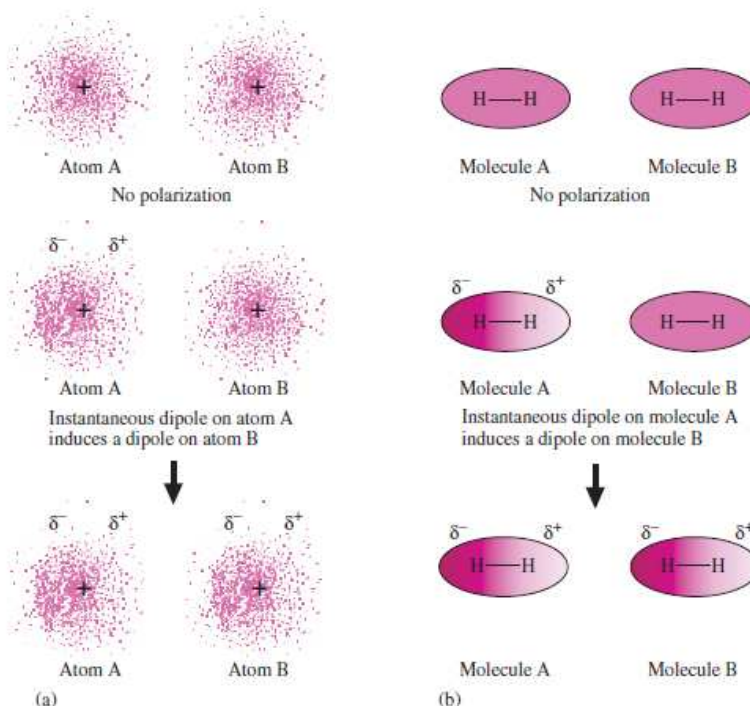 +
+
Atom A
Atom B
No polarization
δ− δ+
+
+
Atom A
Atom B
Instantaneous dipole on atom A
induces a dipole on atom B
δ− δ+
δ− δ+
+
+
Atom A
Atom B
(a)
H—H
H—H
Molecule A
Molecule B
No polarization
δ− δ+
H—H
H—H
Molecule A
Molecule B
Instantaneous dipole on molecule A
induces a dipole on molecule B
δ− δ+
δ− δ+
H—H
H—H
Molecule A
Molecule B
(b)